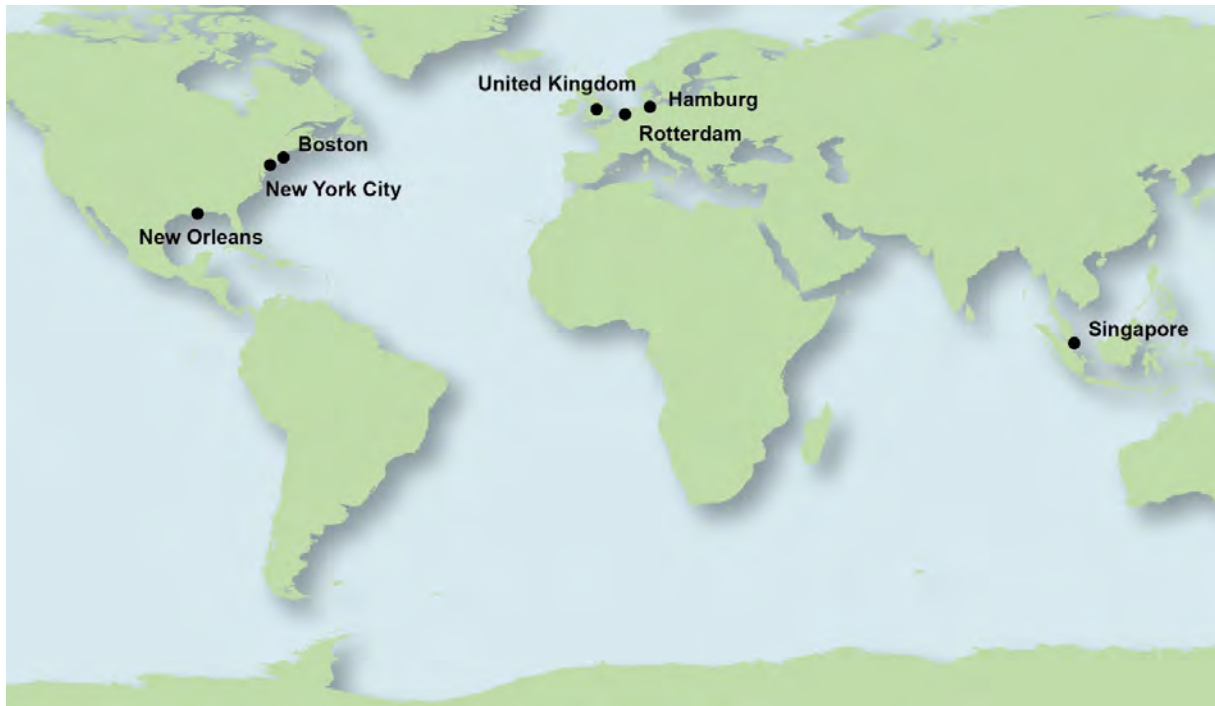 United Kingdom
Hamburg
Rotterdam
Boston
New York City
New Orleans
Singapore